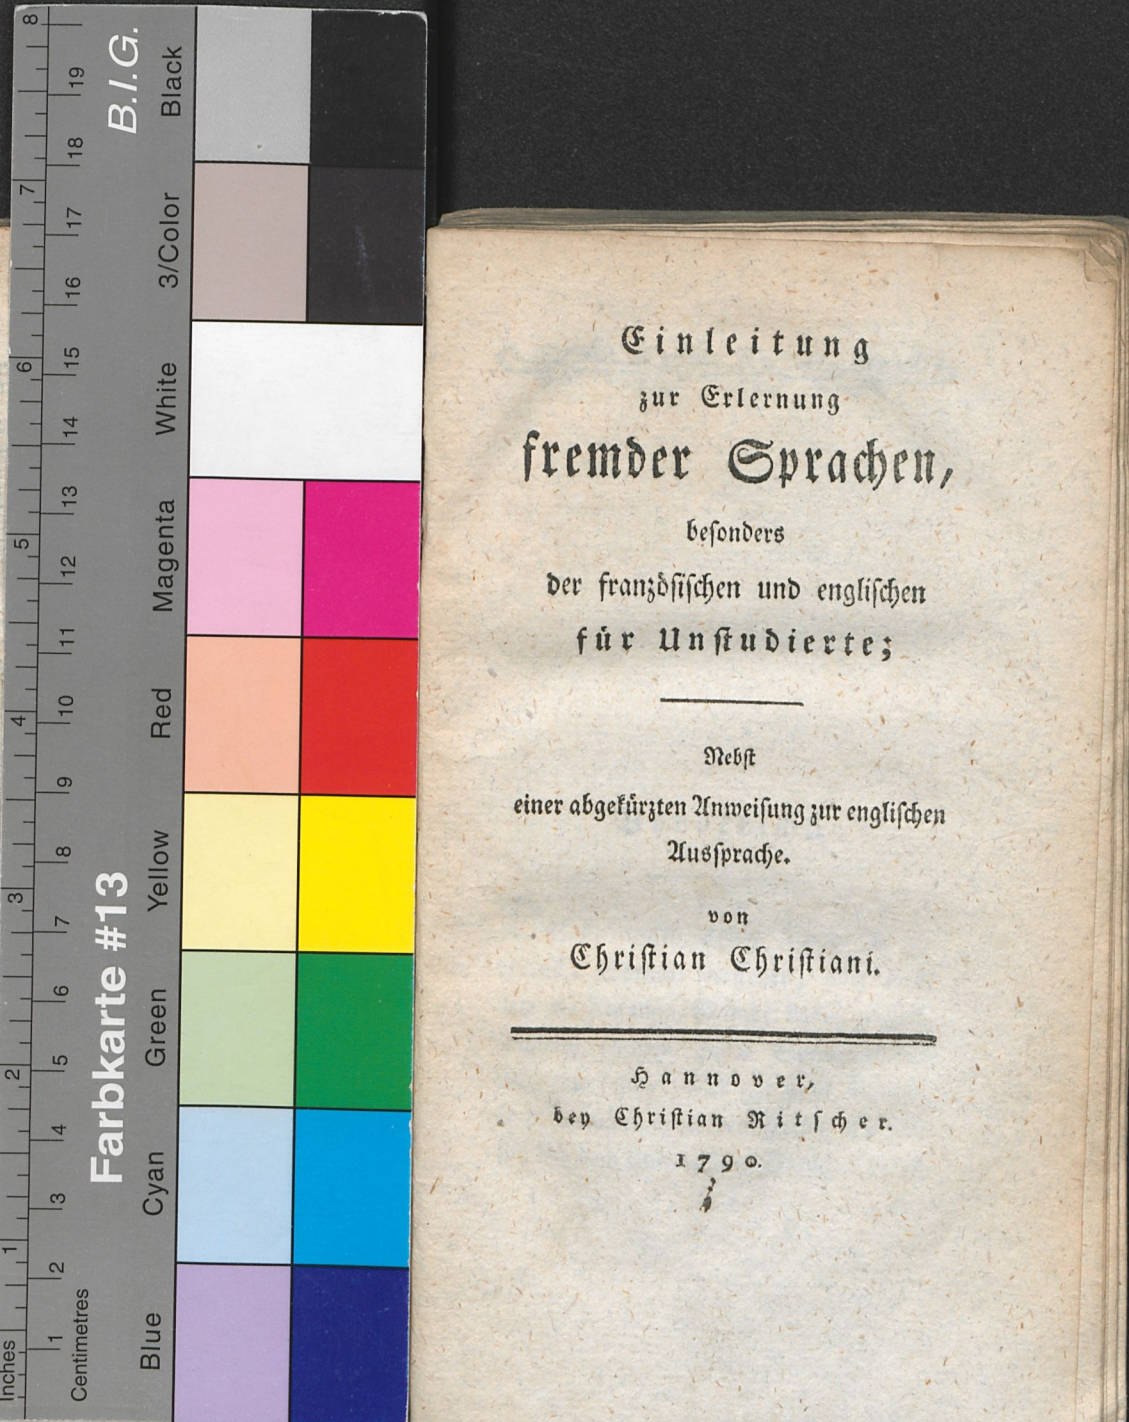 Einleitung
zur Erlernung
fremder Sprachen,
beſonders
der franzöſiſchen und engliſchen
für Unſtudierte;
Nebſt
einer abgekürzten Anweiſung zur engliſchen
Ausſprache.
von
Chriſtian Chriſtiani.
Hannover,
bey Chriſtian Ritſcher.
1790.
Farbkarte #13
B.I.G.
Blue
Cyan
Green
Yellow
Red
Magenta
White
3/Color
Black
Centimetres
1 2 3 4 5 6 7 8 9 10 11 12 13 14 15 16 17 18 19
Inches
1 2 3 4 5 6 7 8